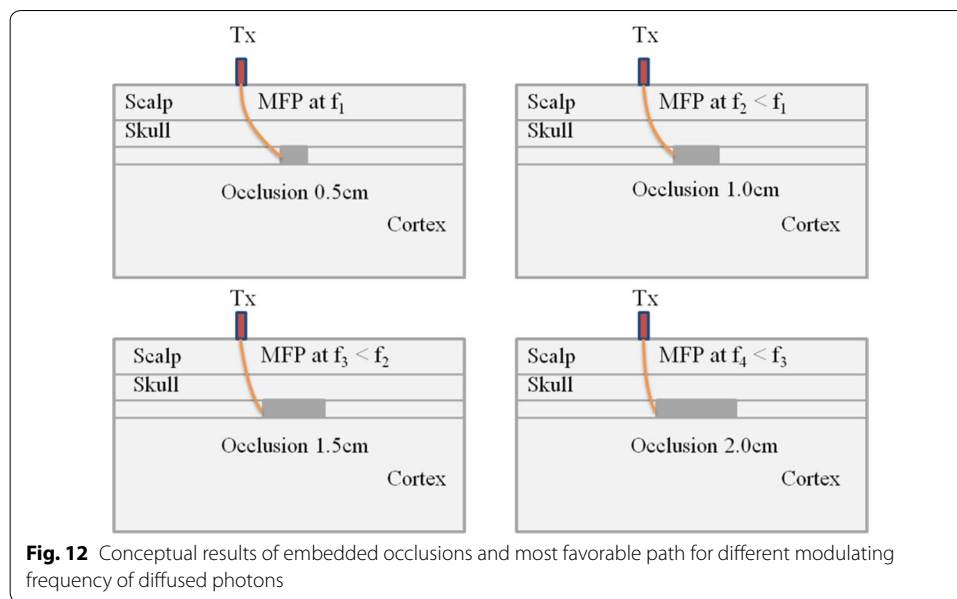 Tx
Scalp
MFP at f₁
Skull
Occlusion 0.5cm
Cortex
Tx
Scalp
MFP at f₂ < f₁
Skull
Occlusion 1.0cm
Cortex
Tx
Scalp
MFP at f₃ < f₂
Skull
Occlusion 1.5cm
Cortex
Tx
Scalp
MFP at f₄ < f₃
Skull
Occlusion 2.0cm
Cortex
Fig. 12 Conceptual results of embedded occlusions and most favorable path for different modulating
frequency of diffused photons